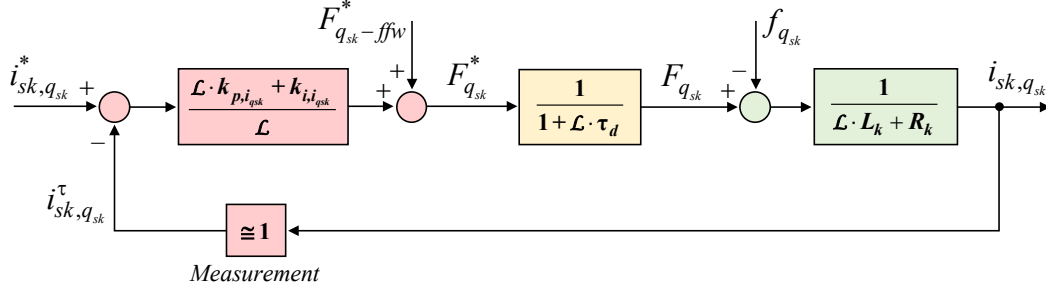 F*_{q_{sk}-ffw}
f_{q_{sk}}
i*_{sk,q_{sk}}
+
−
ℒ·k_{p,i_{qsk}} + k_{i,i_{qsk}}
ℒ
+
+
F*_{q_{sk}}
1
1+ℒ·τ_d
F_{q_{sk}}
+
−
1
ℒ·L_k + R_k
i_{sk,q_{sk}}
i^τ_{sk,q_{sk}}
≅1
Measurement